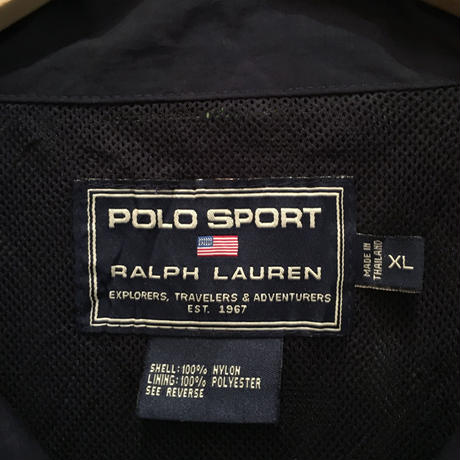 POLO SPORT
RALPH LAUREN
EXPLORERS, TRAVELERS & ADVENTURERS
EST. 1967
MADE IN
THAILAND
XL
SHELL: 100% NYLON
LINING: 100% POLYESTER
SEE REVERSE